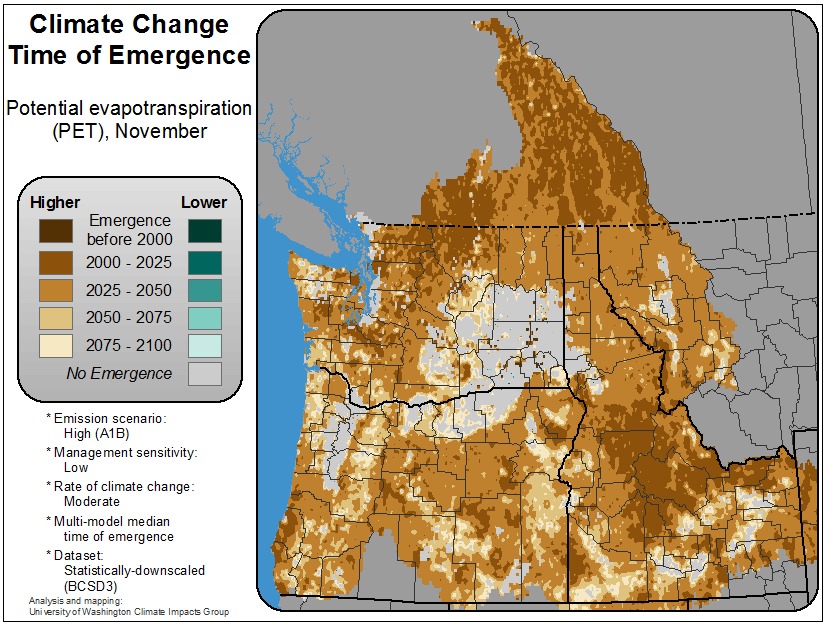 Climate Change
Time of Emergence
Potential evapotranspiration
(PET), November
Higher
Lower
Emergence
before 2000
2000 - 2025
2025 - 2050
2050 - 2075
2075 - 2100
No Emergence
* Emission scenario:
High (A1B)
* Management sensitivity:
Low
* Rate of climate change:
Moderate
* Multi-model median
time of emergence
* Dataset:
Statistically-downscaled
(BCSD3)
Analysis and mapping:
University of Washington Climate Impacts Group